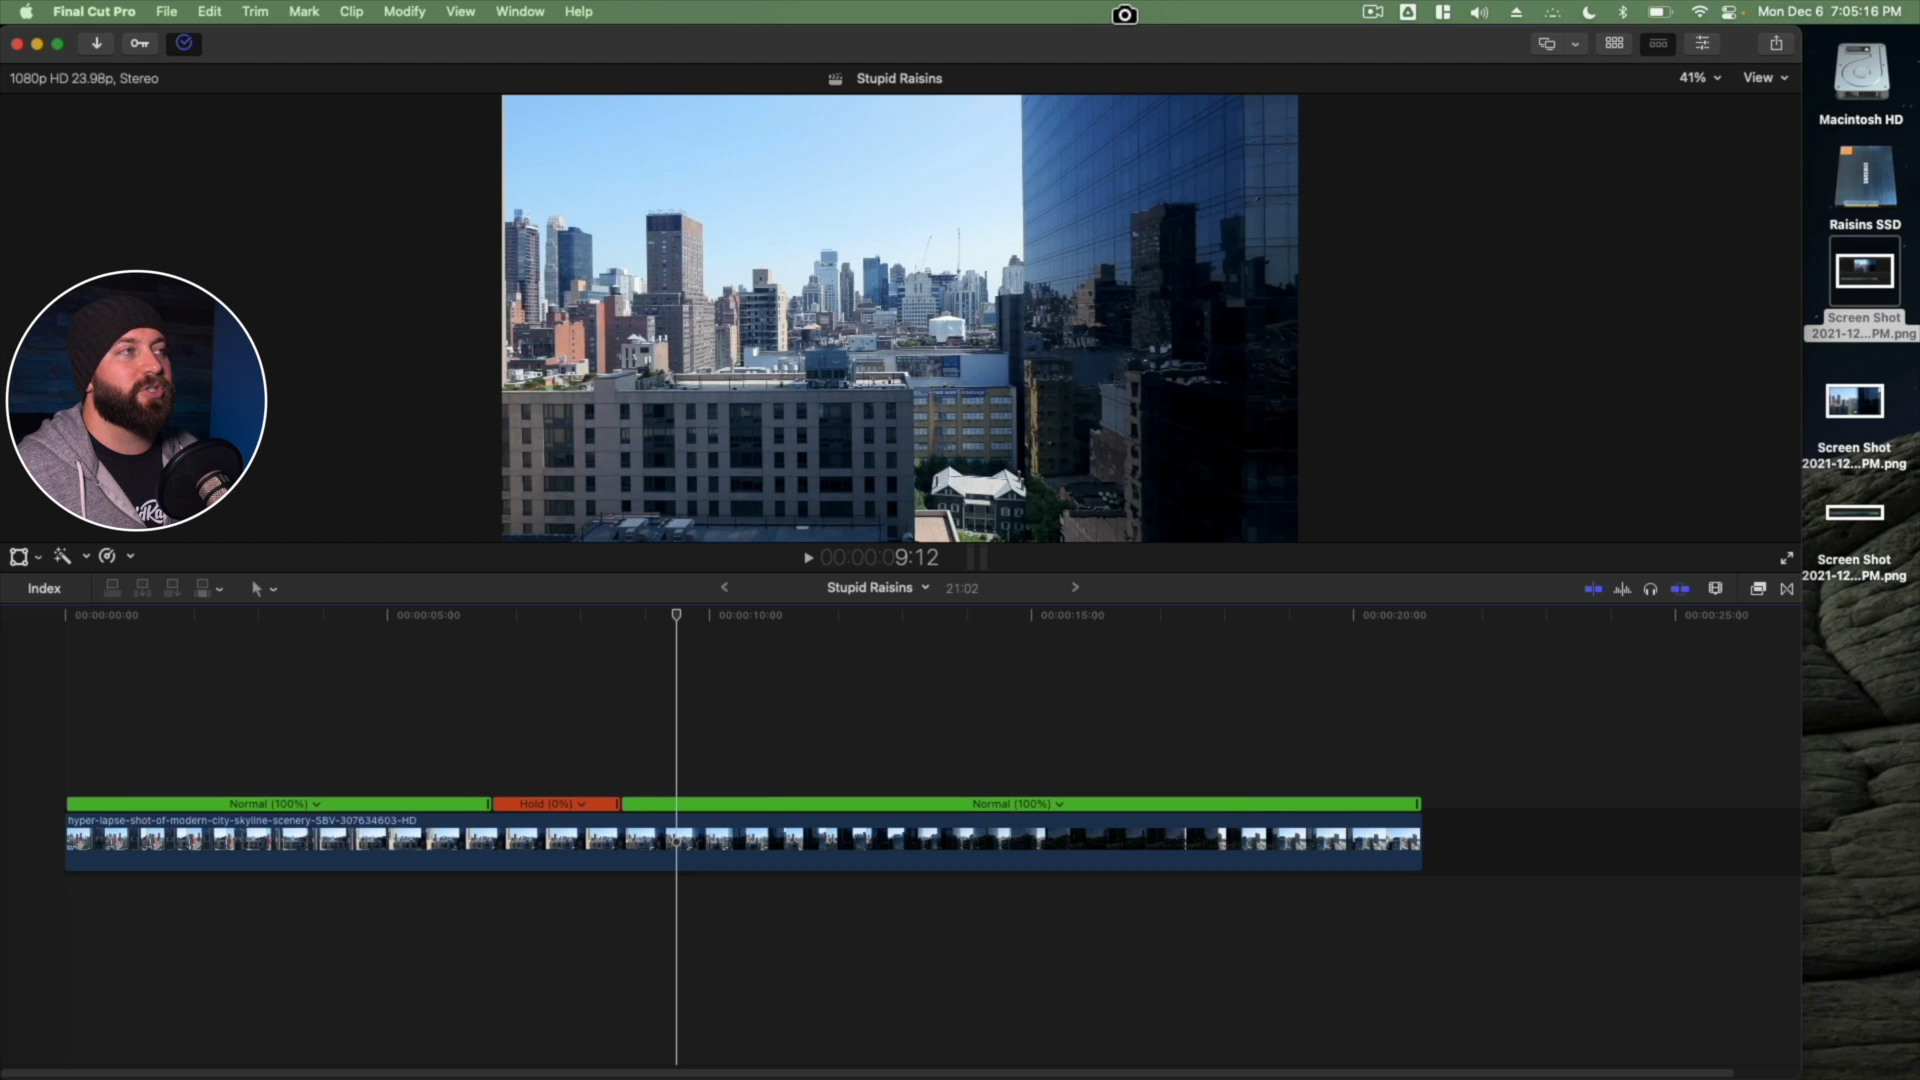 Final Cut Pro File Edit Trim Mark Clip Modify View Window Help Mon Dec 6 7:05:16 PM
1080p HD 23.98p, Stereo Stupid Raisins 41% View
Macintosh HD
SAMSUNG
Raisins SSD
Screen Shot
2021-12...PM.png
Screen Shot
2021-12...PM.png
Screen Shot
2021-12...PM.png
00:00:09:12
Index Stupid Raisins 21:02
00:00:00:00 00:00:05:00 00:00:10:00 00:00:15:00 00:00:20:00 00:00:25:00
Normal (100%) Hold (0%) Normal (100%)
hyper-lapse-shot-of-modern-city-skyline-scenery-SBV-307634603-HD